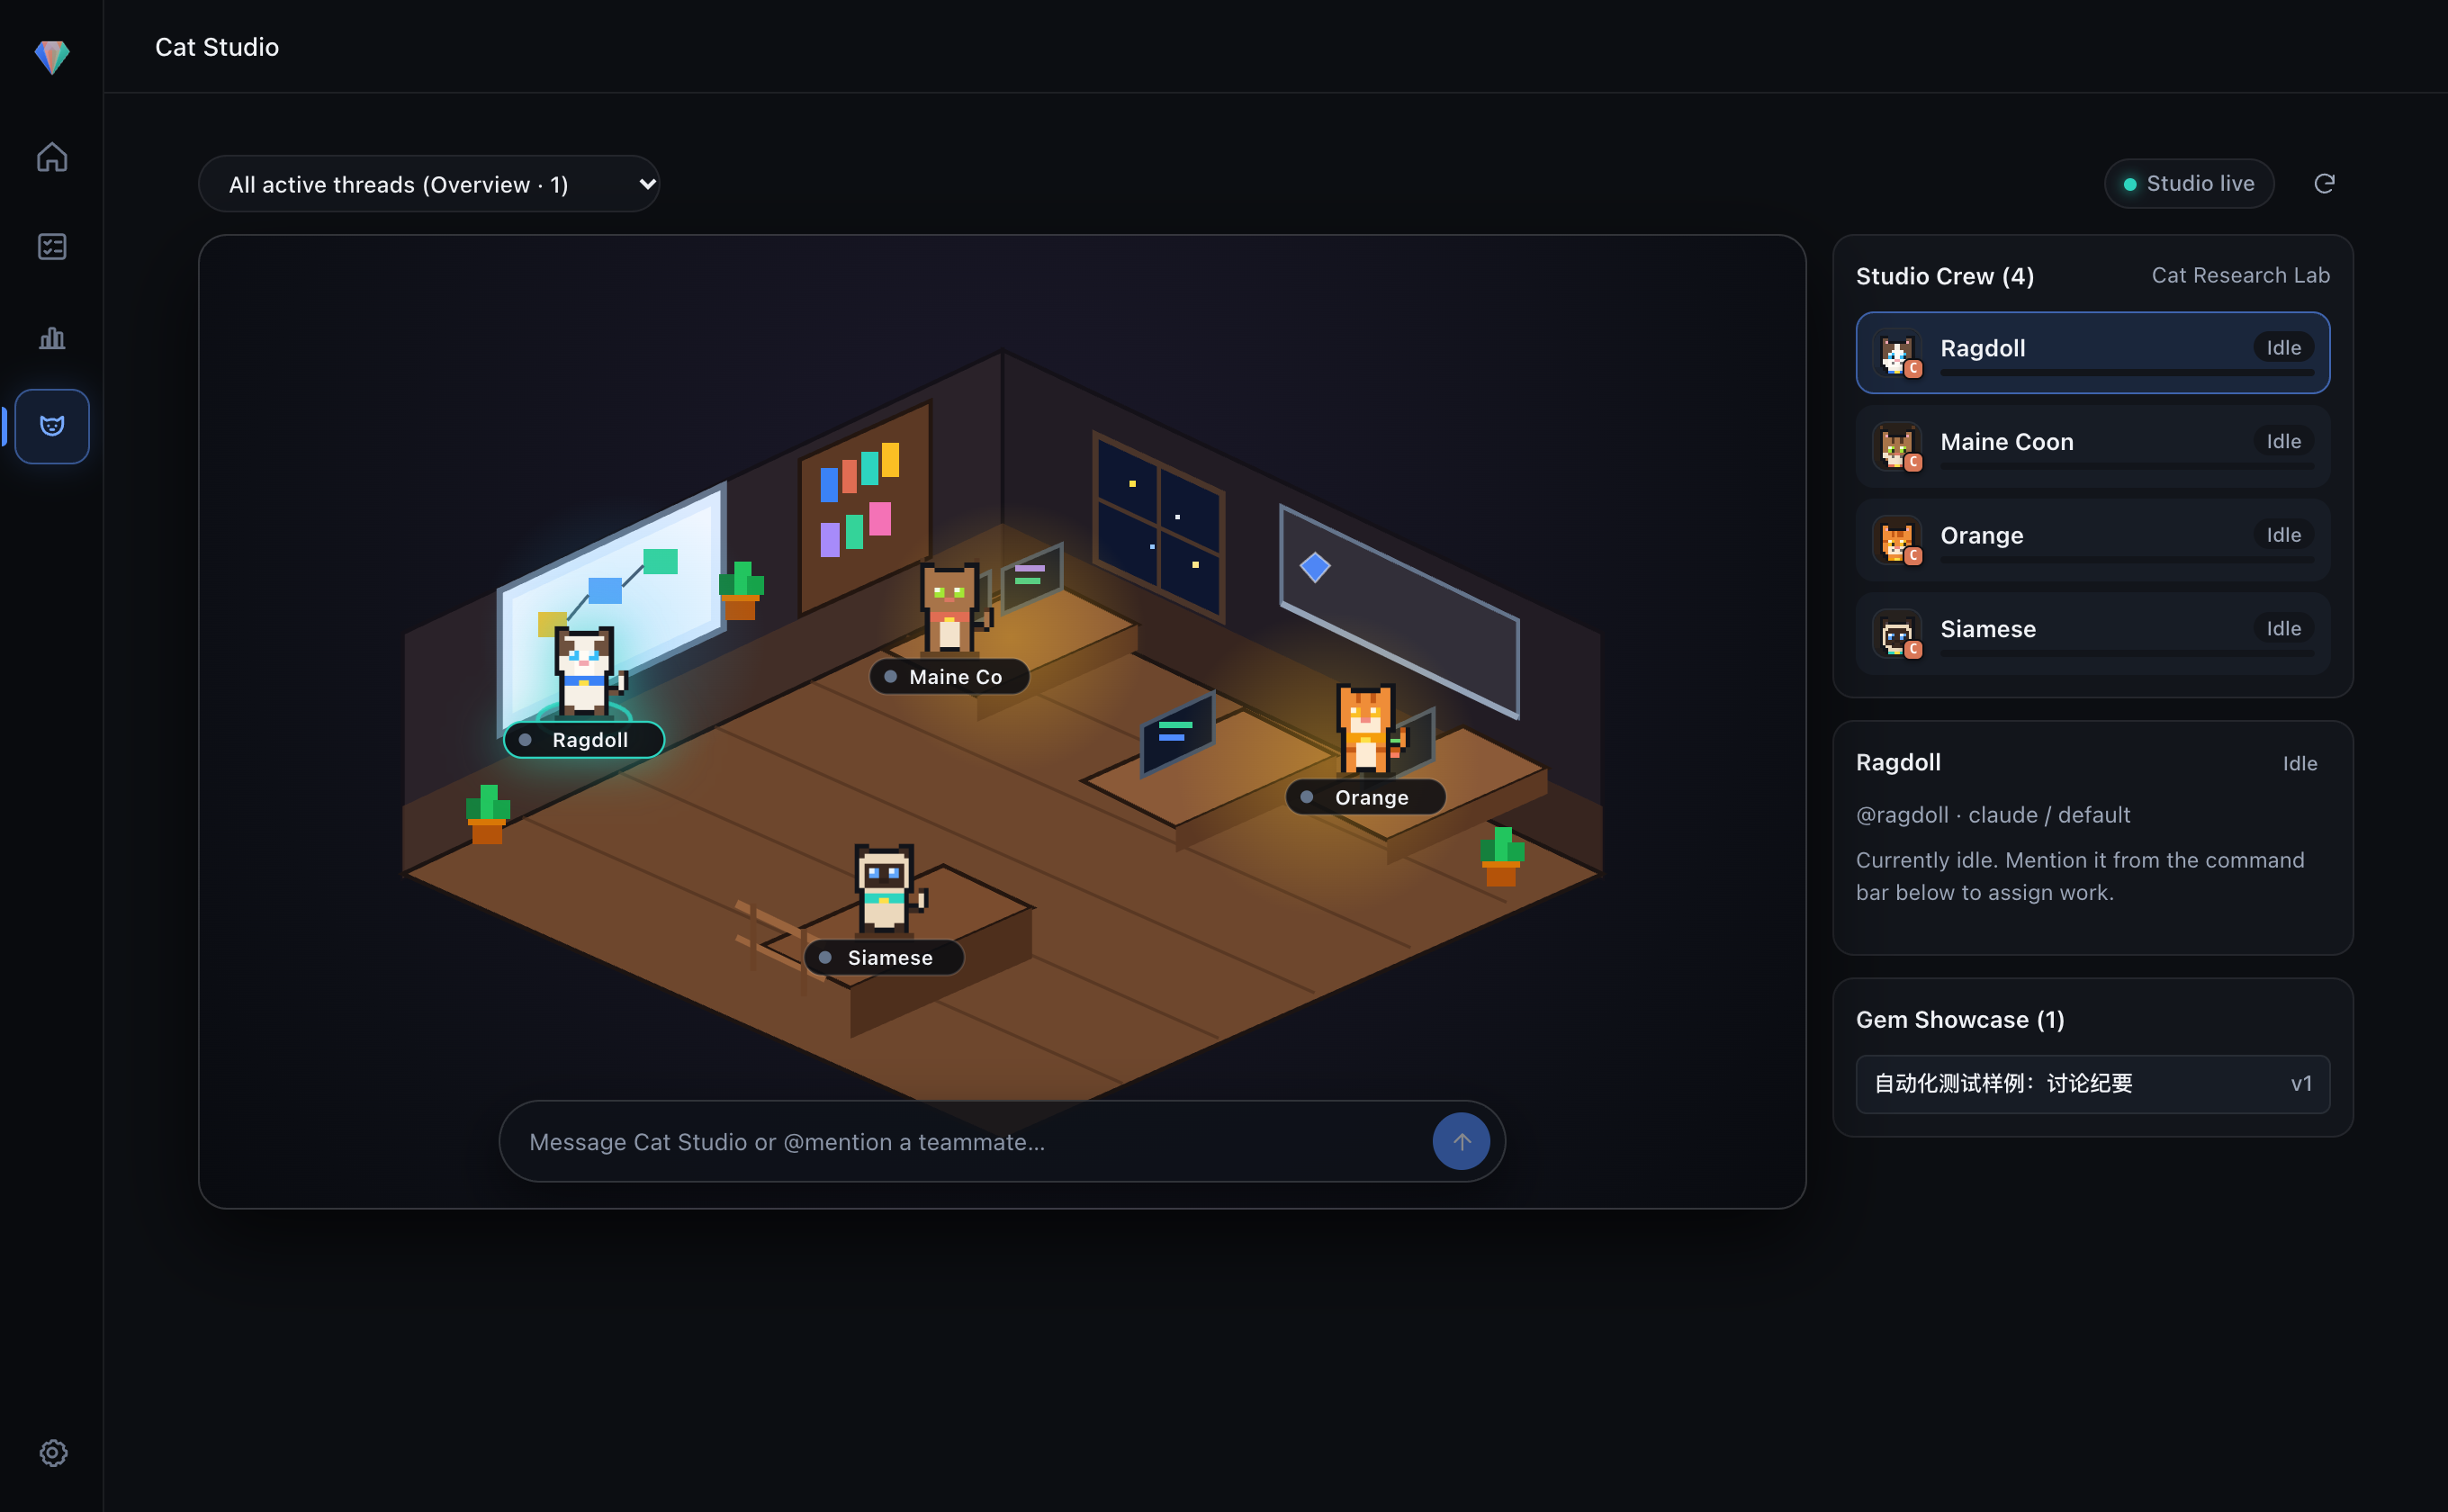 Cat Studio
All active threads (Overview · 1)
Studio live
Maine Co
Ragdoll
Orange
Siamese
Message Cat Studio or @mention a teammate...
Studio Crew (4)
Cat Research Lab
C
Ragdoll
Idle
C
Maine Coon
Idle
C
Orange
Idle
C
Siamese
Idle
Ragdoll
Idle
@ragdoll · claude / default
Currently idle. Mention it from the command
bar below to assign work.
Gem Showcase (1)
自动化测试样例：讨论纪要
v1